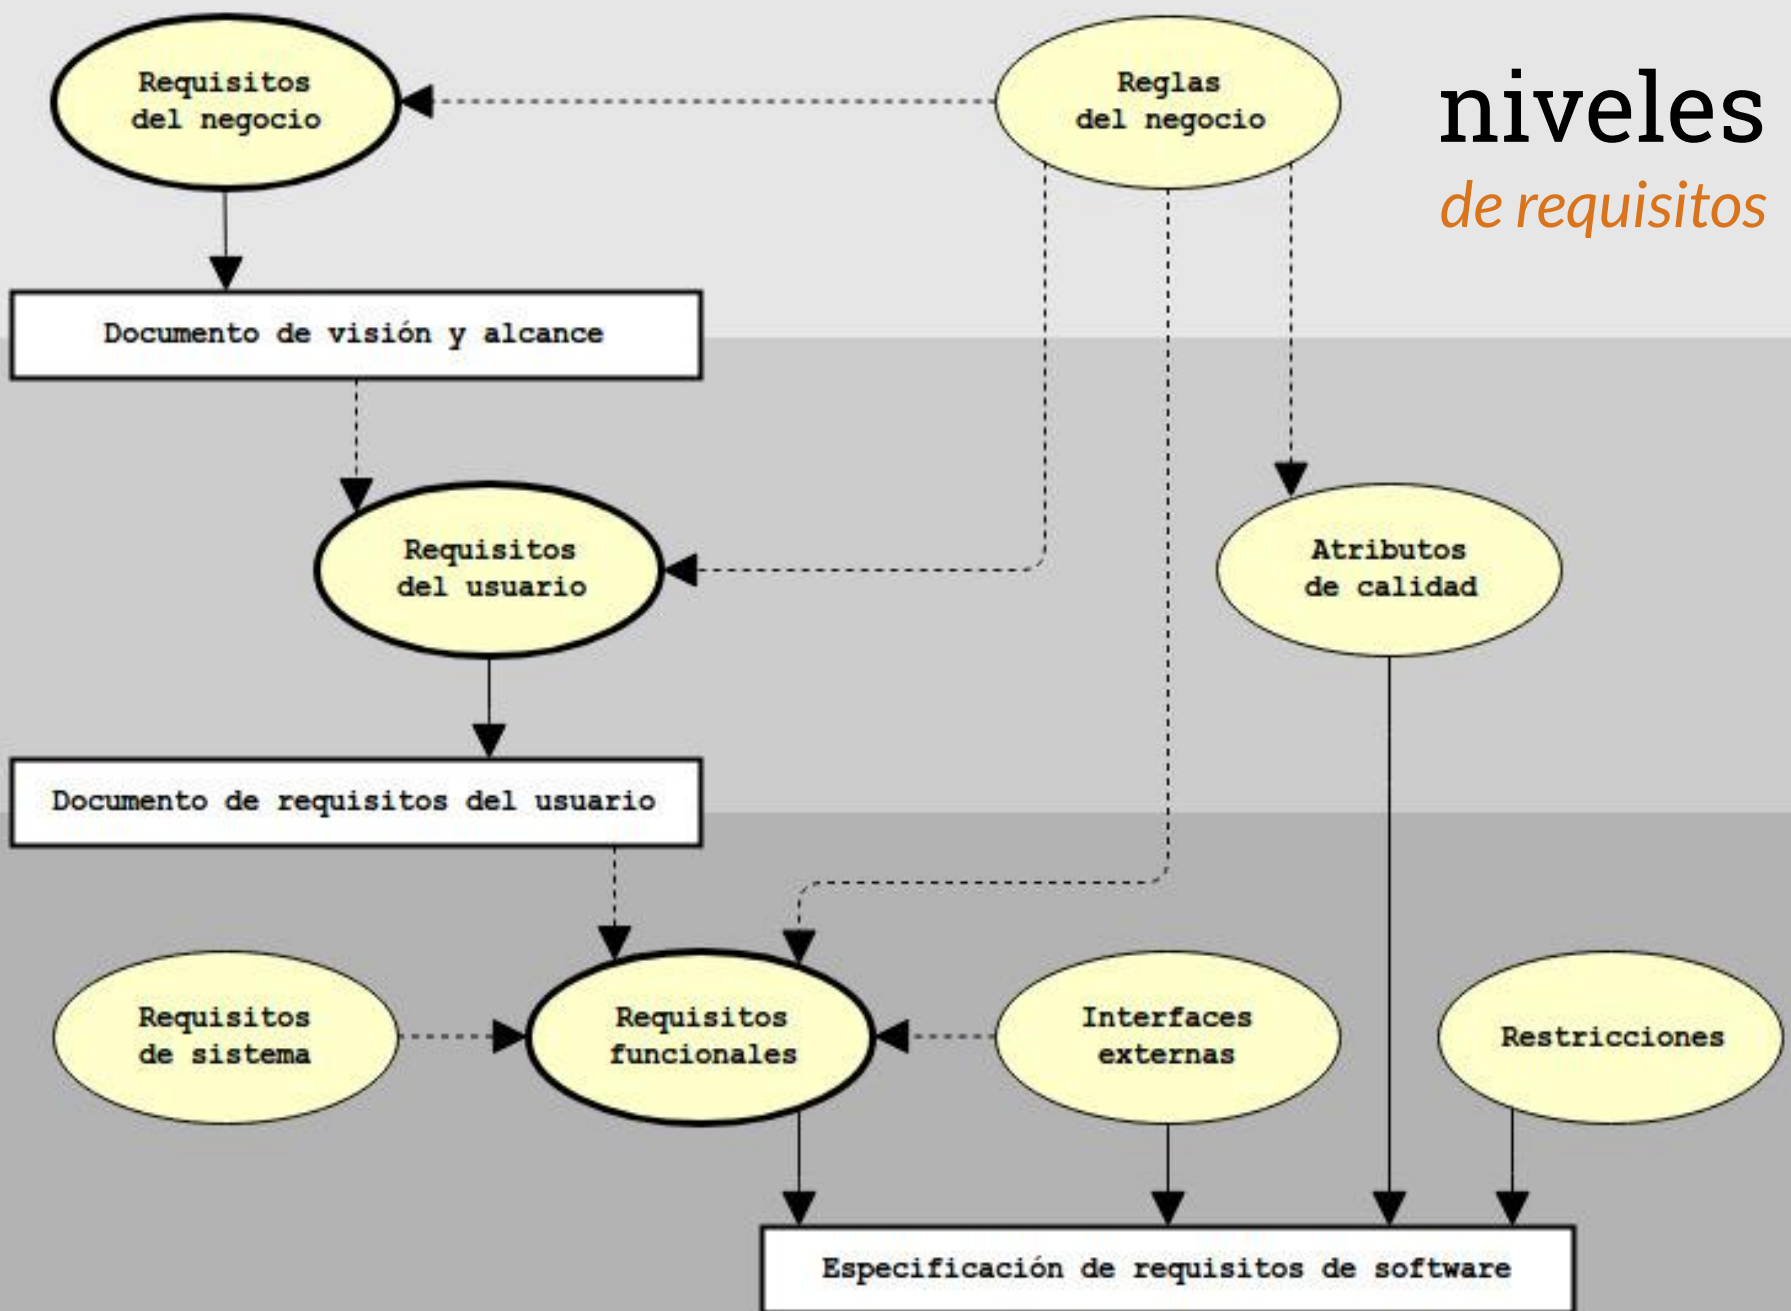 Requisitos
del negocio
Reglas
del negocio
niveles
de requisitos
Documento de visión y alcance
Requisitos
del usuario
Atributos
de calidad
Documento de requisitos del usuario
Requisitos
de sistema
Requisitos
funcionales
Interfaces
externas
Restricciones
Especificación de requisitos de software